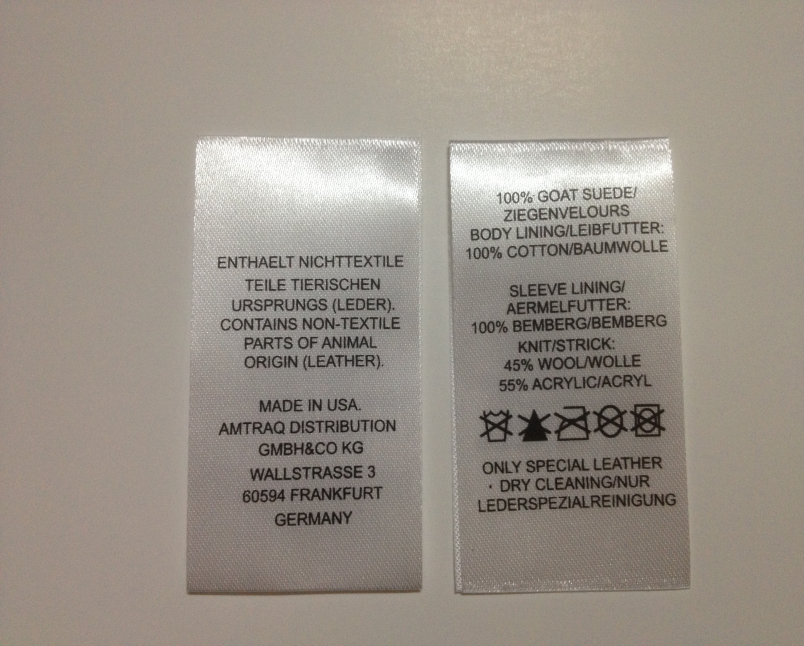 ENTHAELT NICHTTEXTILE
TEILE TIERISCHEN
URSPRUNGS (LEDER).
CONTAINS NON-TEXTILE
PARTS OF ANIMAL
ORIGIN (LEATHER).
MADE IN USA.
AMTRAQ DISTRIBUTION
GMBH&CO KG
WALLSTRASSE 3
60594 FRANKFURT
GERMANY
100% GOAT SUEDE/
ZIEGENVELOURS
BODY LINING/LEIBFUTTER:
100% COTTON/BAUMWOLLE
SLEEVE LINING/
AERMELFUTTER:
100% BEMBERG/BEMBERG
KNIT/STRICK:
45% WOOL/WOLLE
55% ACRYLIC/ACRYL
ONLY SPECIAL LEATHER
DRY CLEANING/NUR
LEDERSPEZIALREINIGUNG